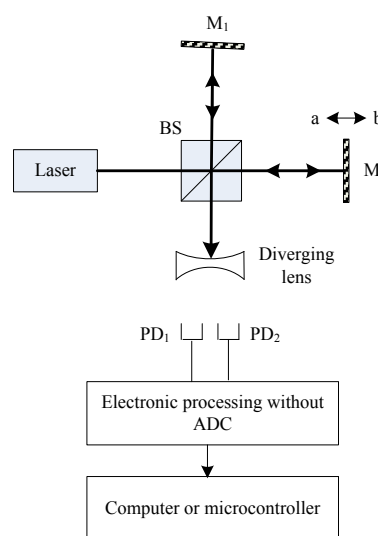 M₁
BS
a b
Laser
M
Diverging
lens
PD₁ PD₂
Electronic processing without
ADC
Computer or microcontroller